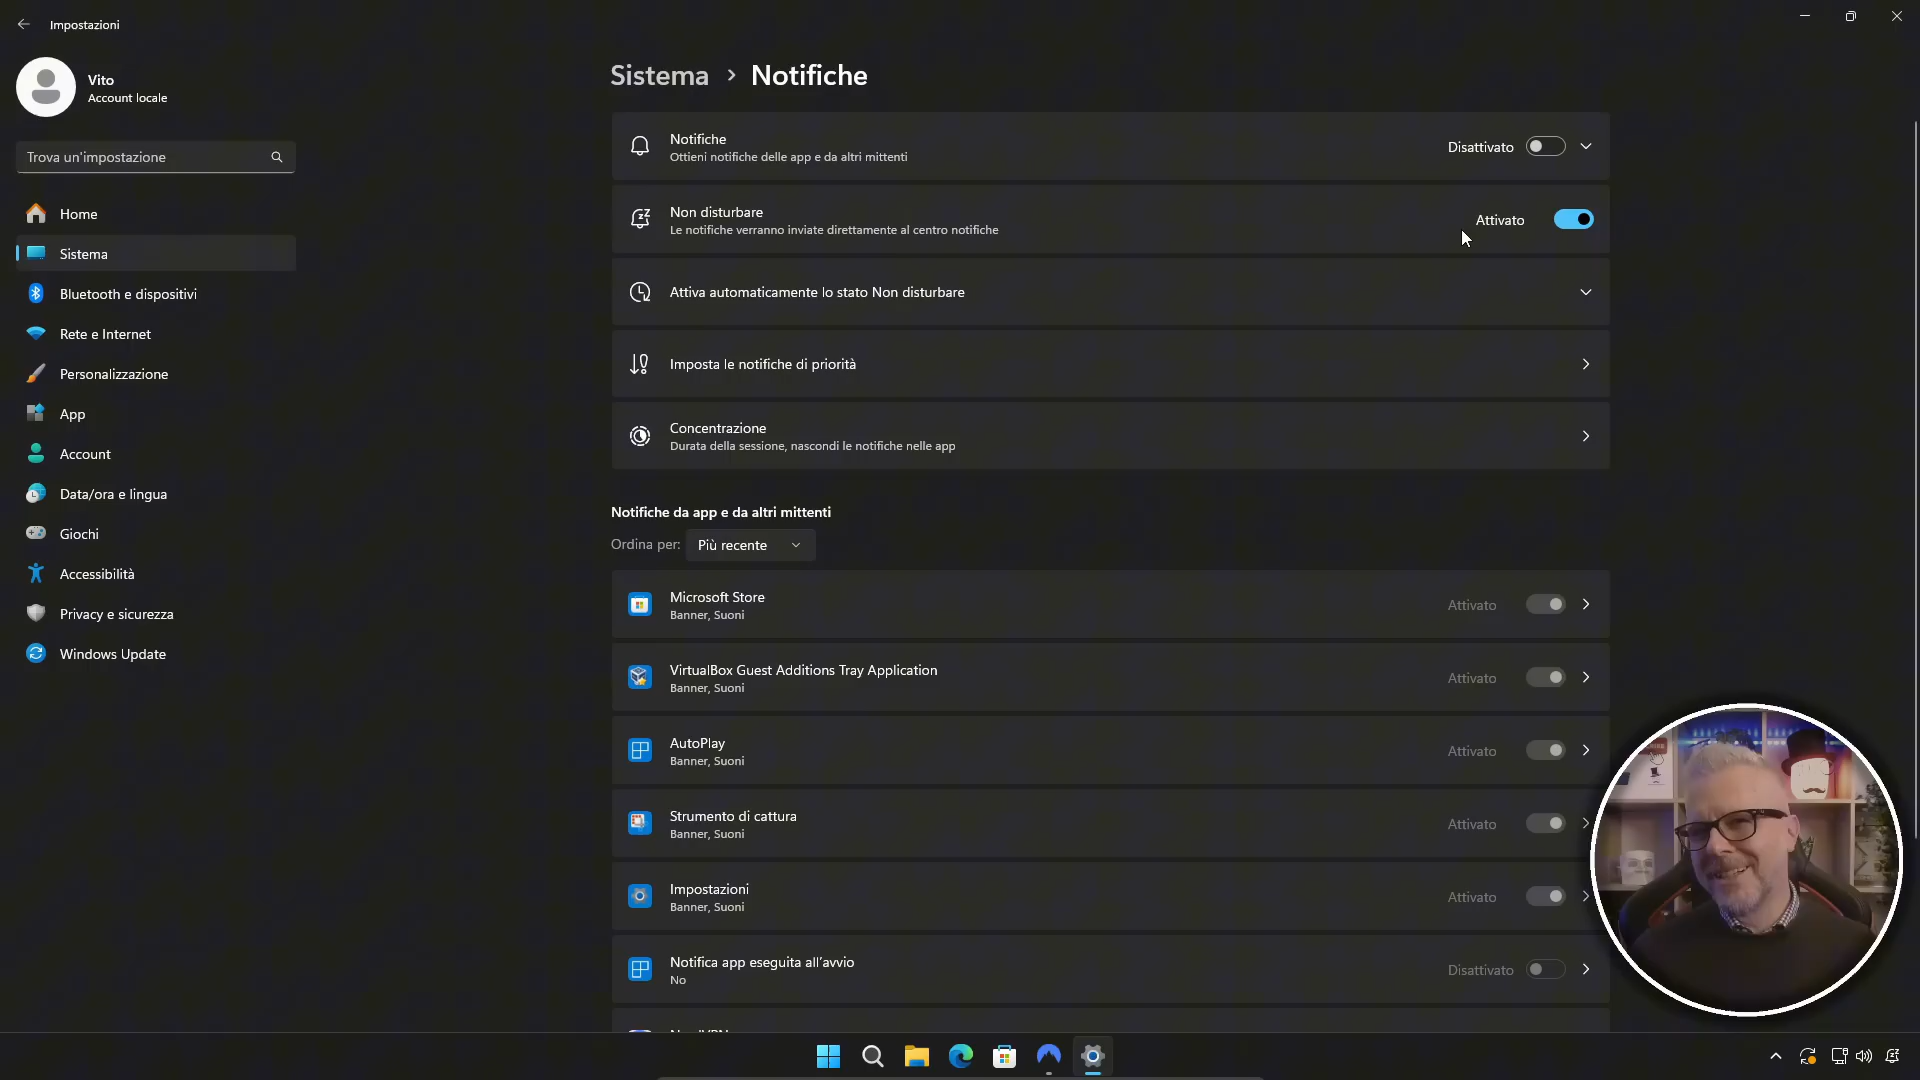 Impostazioni
Vito
Account locale
Trova un'impostazione
Home
Sistema
Bluetooth e dispositivi
Rete e Internet
Personalizzazione
App
Account
Data/ora e lingua
Giochi
Accessibilità
Privacy e sicurezza
Windows Update
Sistema > Notifiche
Notifiche
Ottieni notifiche delle app e da altri mittenti
Disattivato
Non disturbare
Le notifiche verranno inviate direttamente al centro notifiche
Attivato
Attiva automaticamente lo stato Non disturbare
Imposta le notifiche di priorità
Concentrazione
Durata della sessione, nascondi le notifiche nelle app
Notifiche da app e da altri mittenti
Ordina per: Più recente
Microsoft Store
Banner, Suoni
Attivato
VirtualBox Guest Additions Tray Application
Banner, Suoni
Attivato
AutoPlay
Banner, Suoni
Attivato
Strumento di cattura
Banner, Suoni
Attivato
Impostazioni
Banner, Suoni
Attivato
Notifica app eseguita all'avvio
No
Disattivato